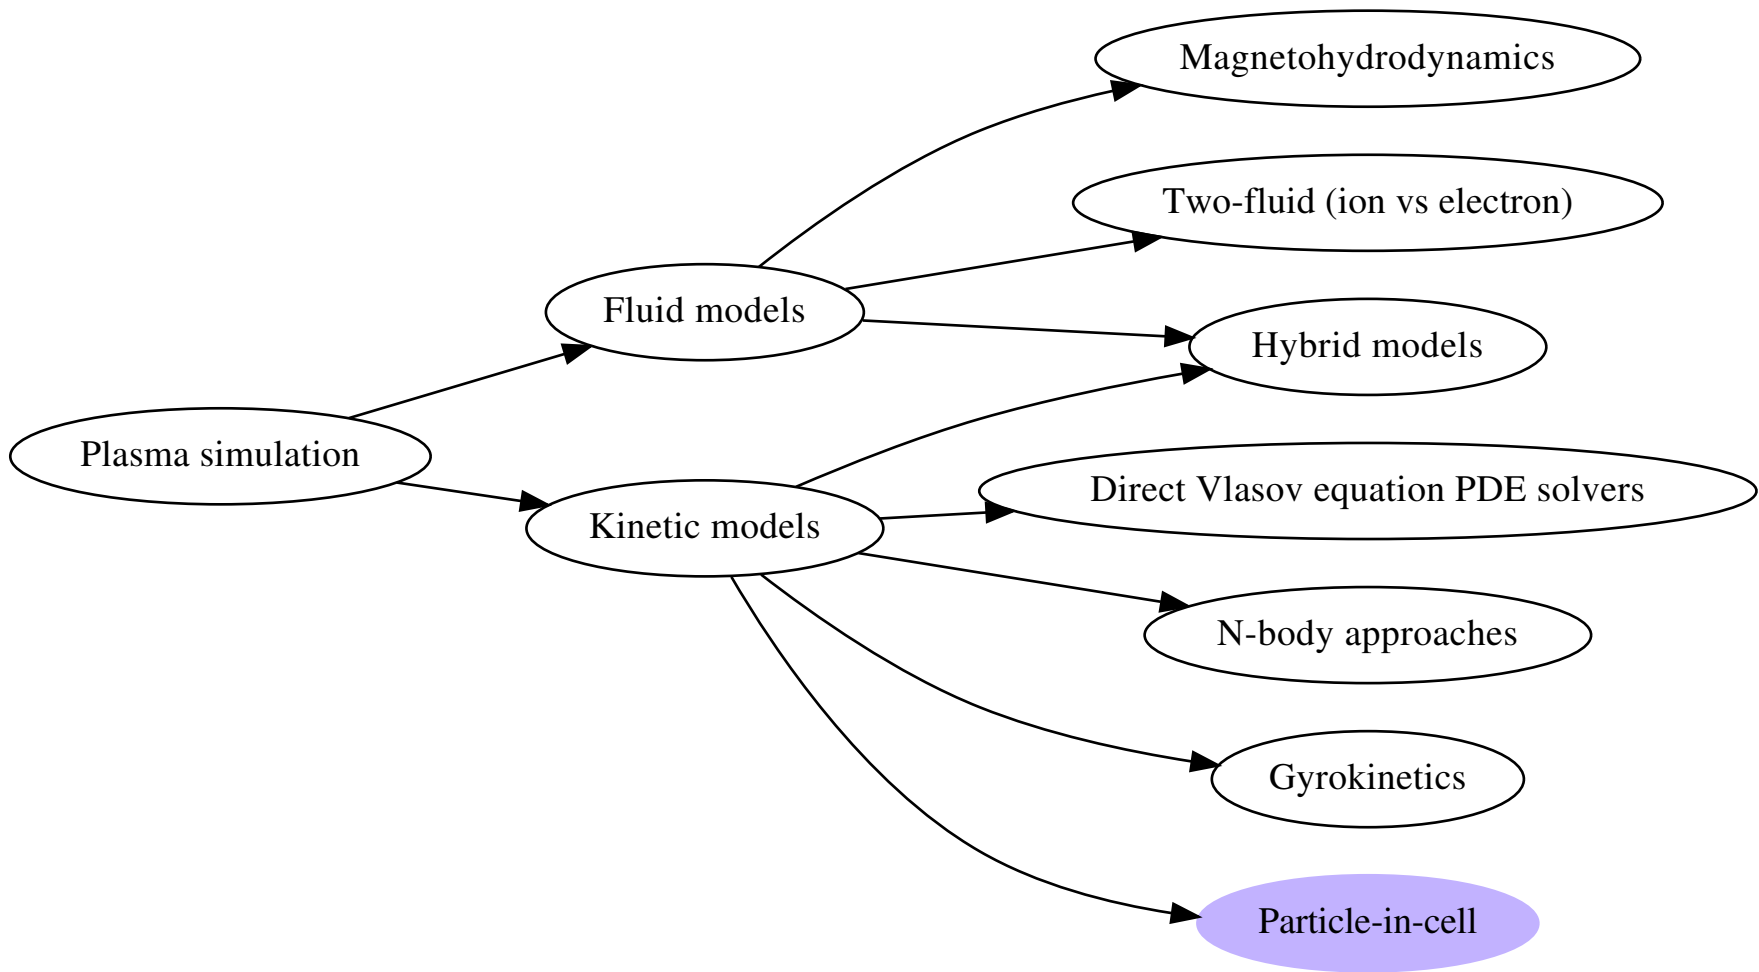 Plasma simulation
Fluid models
Kinetic models
Magnetohydrodynamics
Two-fluid (ion vs electron)
Hybrid models
Direct Vlasov equation PDE solvers
N-body approaches
Gyrokinetics
Particle-in-cell